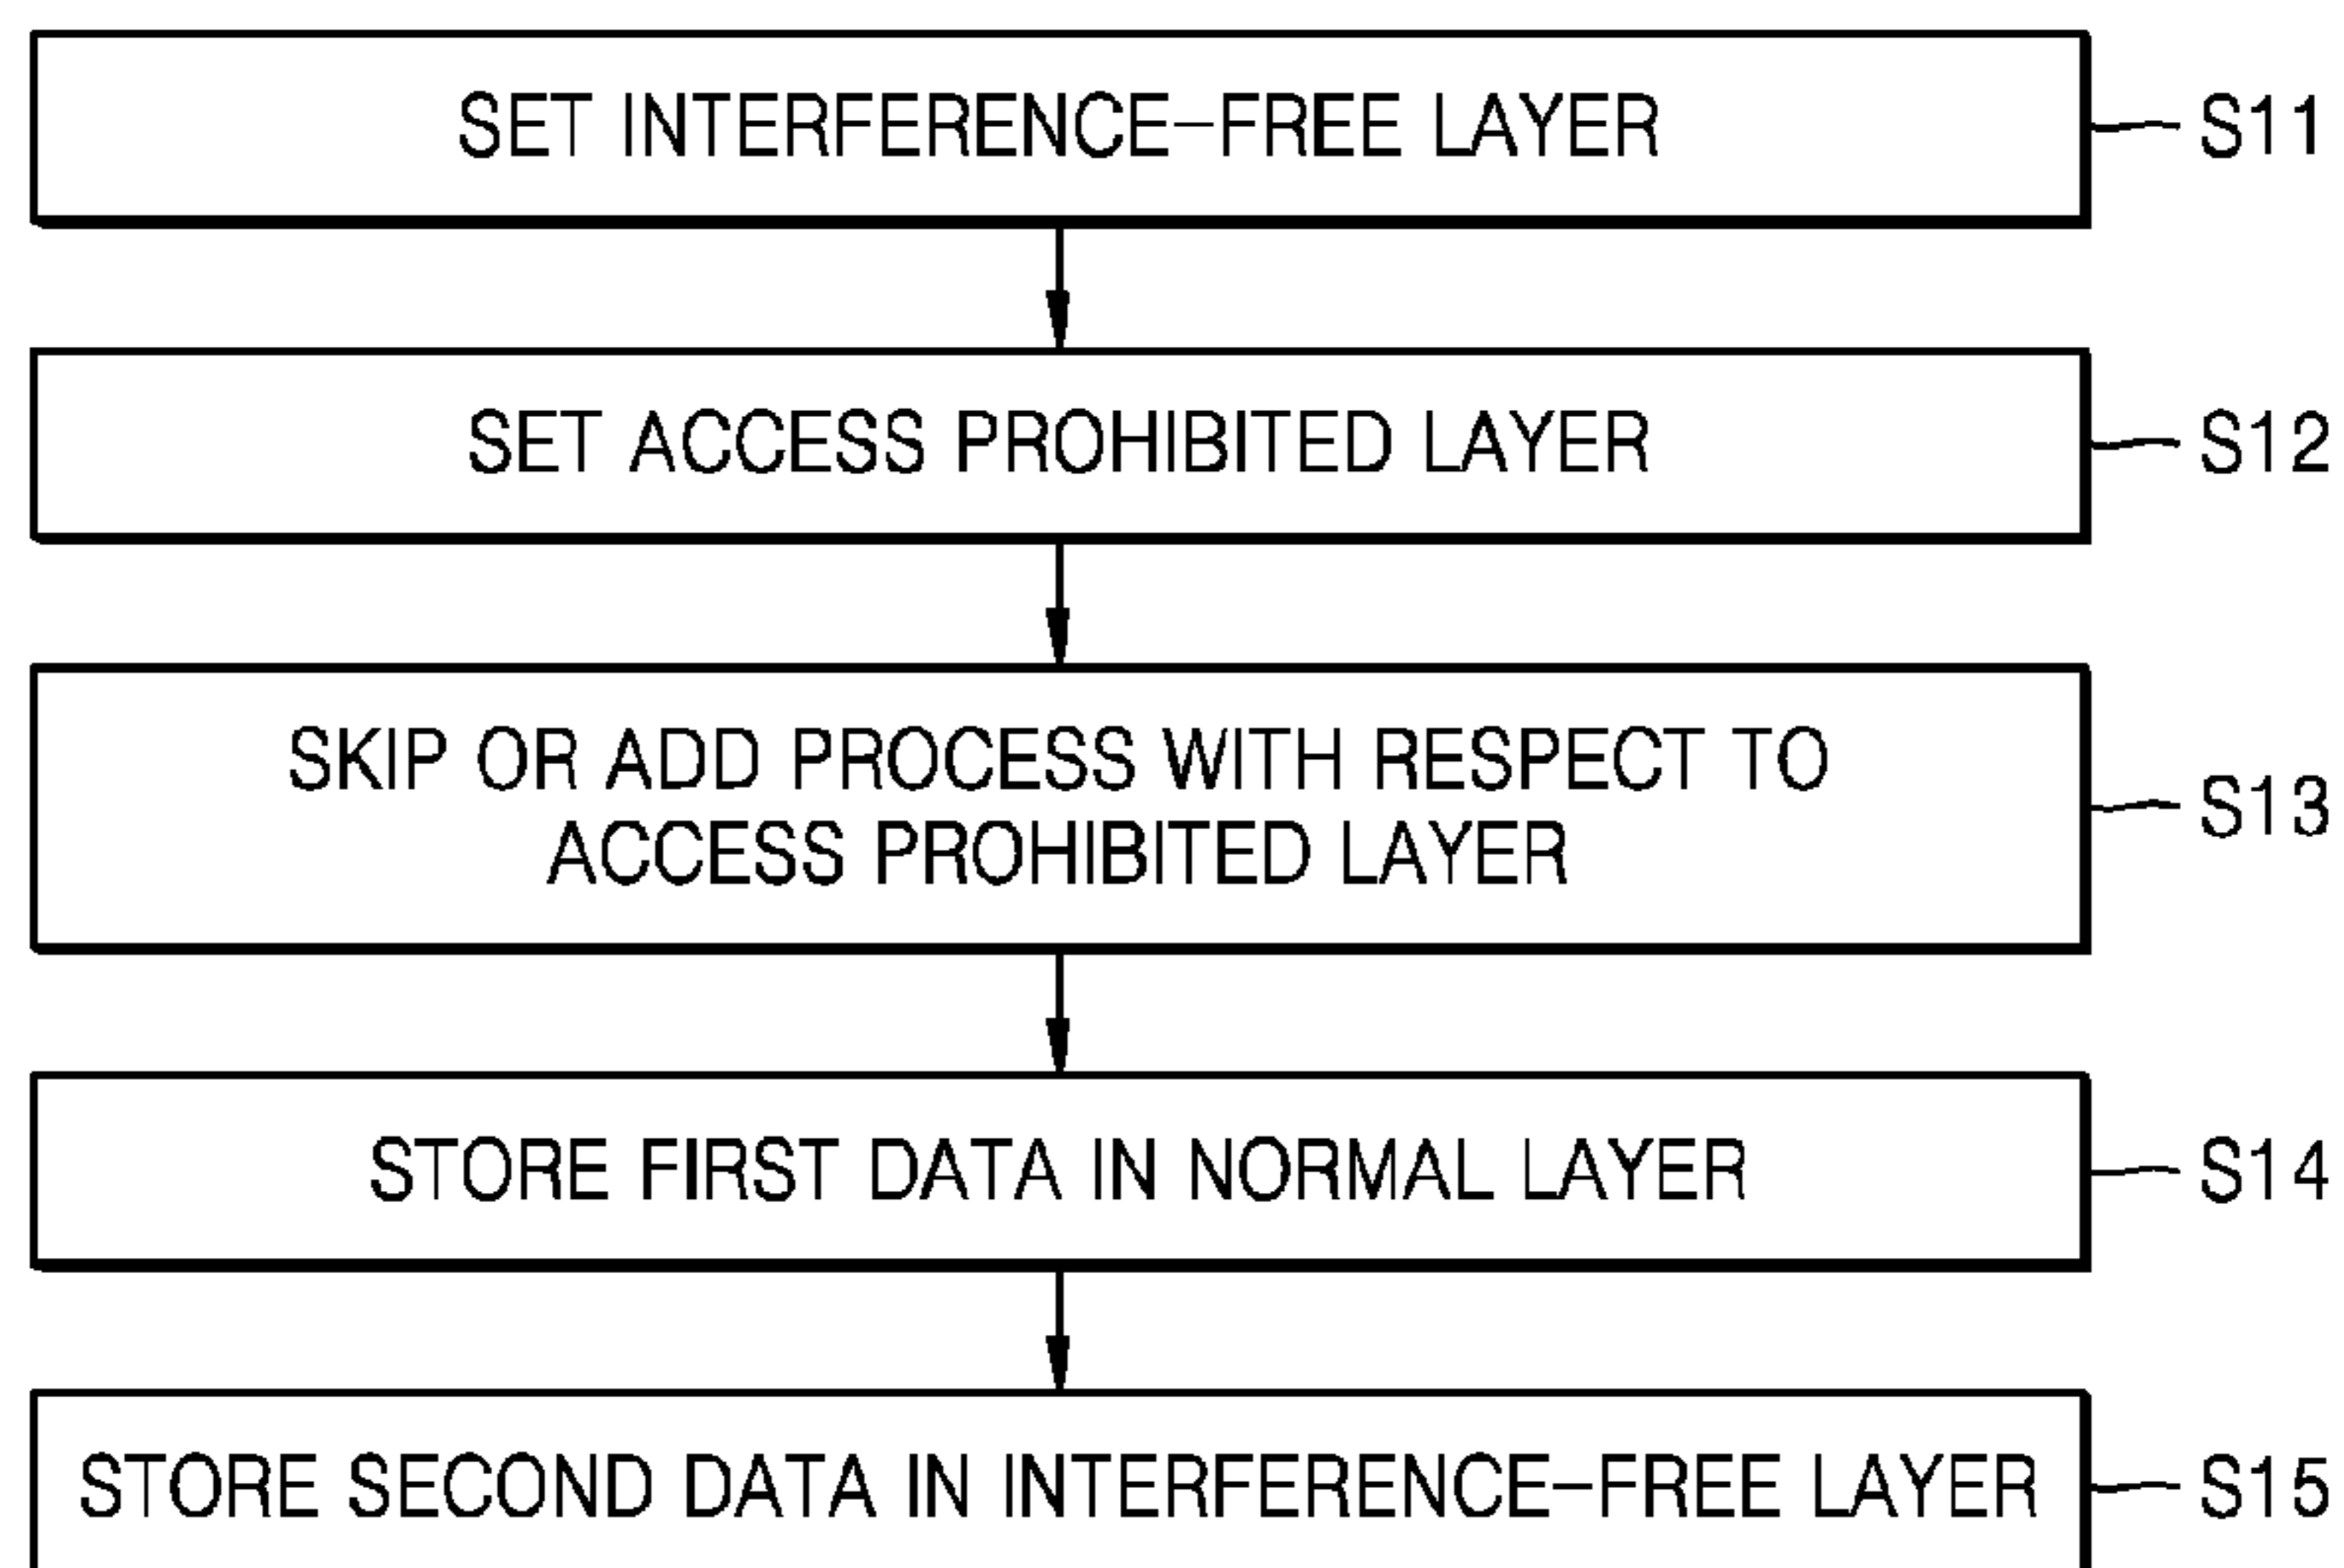 SET INTERFERENCE-FREE LAYER
S11
SET ACCESS PROHIBITED LAYER
S12
SKIP OR ADD PROCESS WITH RESPECT TO
ACCESS PROHIBITED LAYER
S13
STORE FIRST DATA IN NORMAL LAYER
S14
STORE SECOND DATA IN INTERFERENCE-FREE LAYER
S15